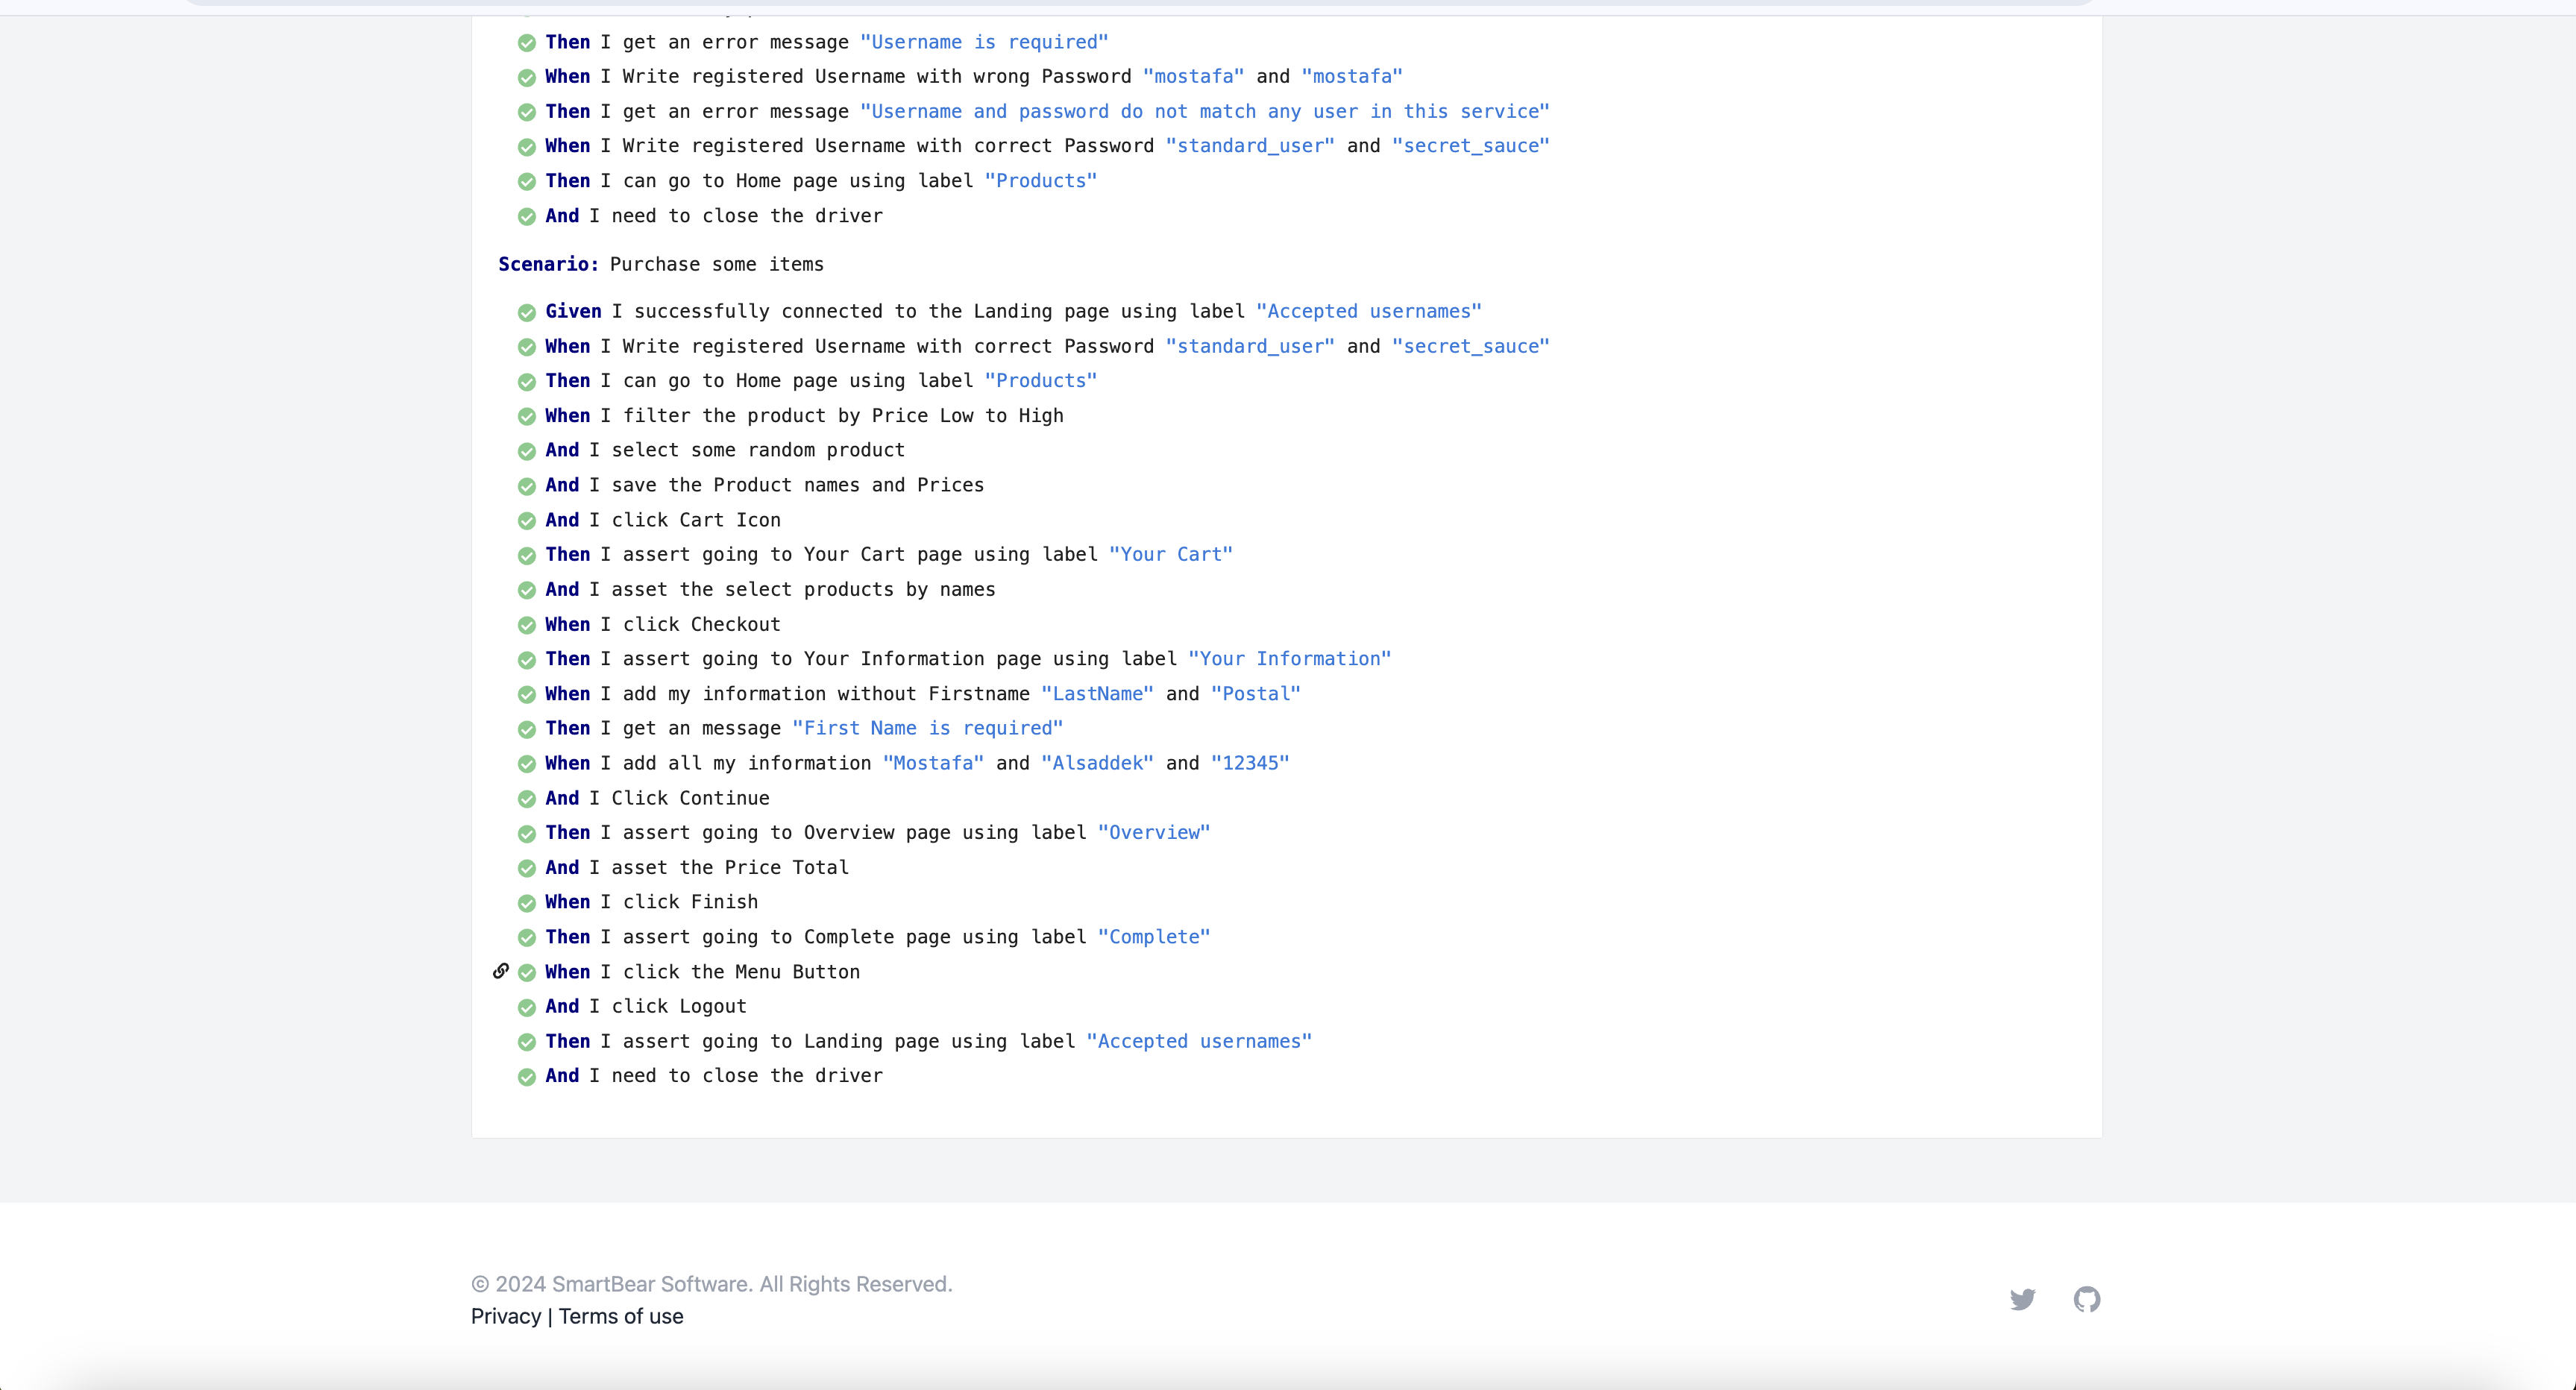 Then I get an error message "Username is required"
When I Write registered Username with wrong Password "mostafa" and "mostafa"
Then I get an error message "Username and password do not match any user in this service"
When I Write registered Username with correct Password "standard_user" and "secret_sauce"
Then I can go to Home page using label "Products"
And I need to close the driver
Scenario: Purchase some items
Given I successfully connected to the Landing page using label "Accepted usernames"
When I Write registered Username with correct Password "standard_user" and "secret_sauce"
Then I can go to Home page using label "Products"
When I filter the product by Price Low to High
And I select some random product
And I save the Product names and Prices
And I click Cart Icon
Then I assert going to Your Cart page using label "Your Cart"
And I asset the select products by names
When I click Checkout
Then I assert going to Your Information page using label "Your Information"
When I add my information without Firstname "LastName" and "Postal"
Then I get an message "First Name is required"
When I add all my information "Mostafa" and "Alsaddek" and "12345"
And I Click Continue
Then I assert going to Overview page using label "Overview"
And I asset the Price Total
When I click Finish
Then I assert going to Complete page using label "Complete"
When I click the Menu Button
And I click Logout
Then I assert going to Landing page using label "Accepted usernames"
And I need to close the driver
© 2024 SmartBear Software. All Rights Reserved.
Privacy | Terms of use